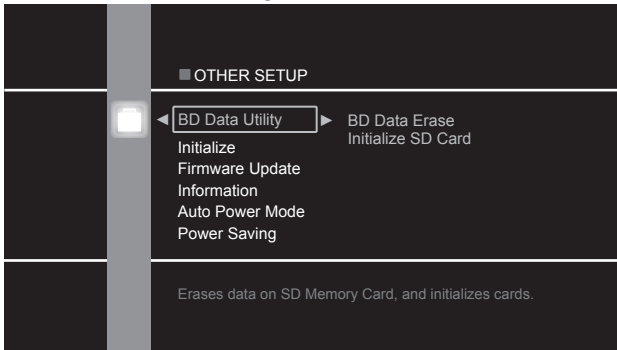 OTHER SETUP
BD Data Utility
BD Data Erase
Initialize SD Card
Initialize
Firmware Update
Information
Auto Power Mode
Power Saving
Erases data on SD Memory Card, and initializes cards.